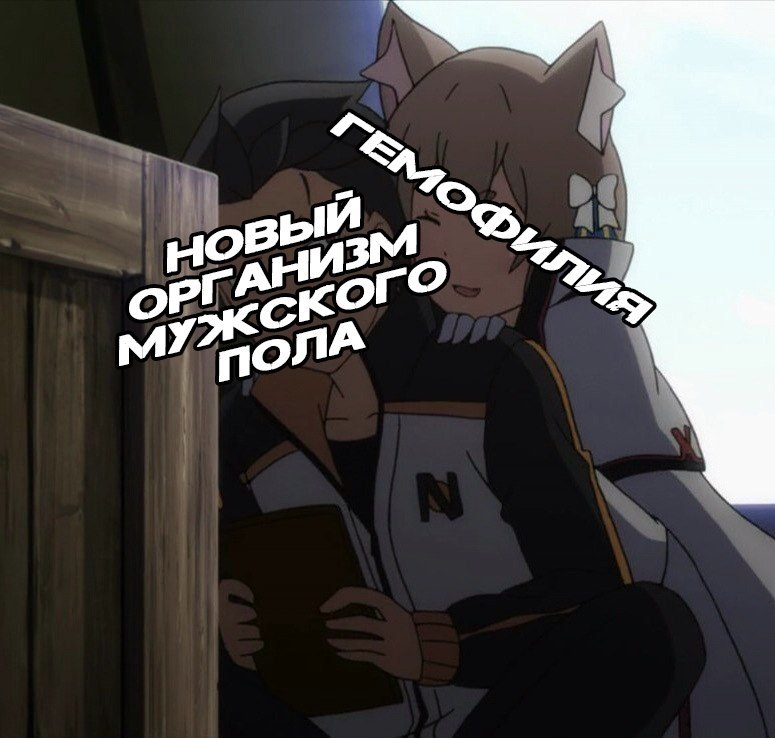 ГЕМОФИЛИЯ
НОВЫЙ
ОРГАНИЗМ
МУЖСКОГО
ПОЛА
N
X